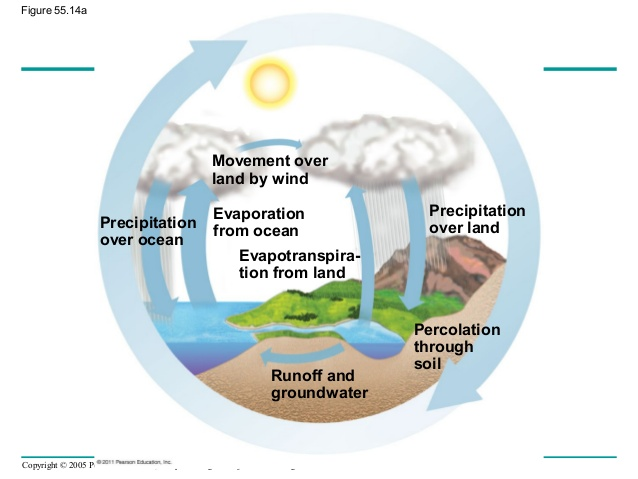 Figure 55.14a
Movement over
land by wind
Precipitation
over ocean
Evaporation
from ocean
Evapotranspira-
tion from land
Precipitation
over land
Percolation
through
soil
Runoff and
groundwater
Copyright © 2005 P
© 2011 Pearson Education, Inc.